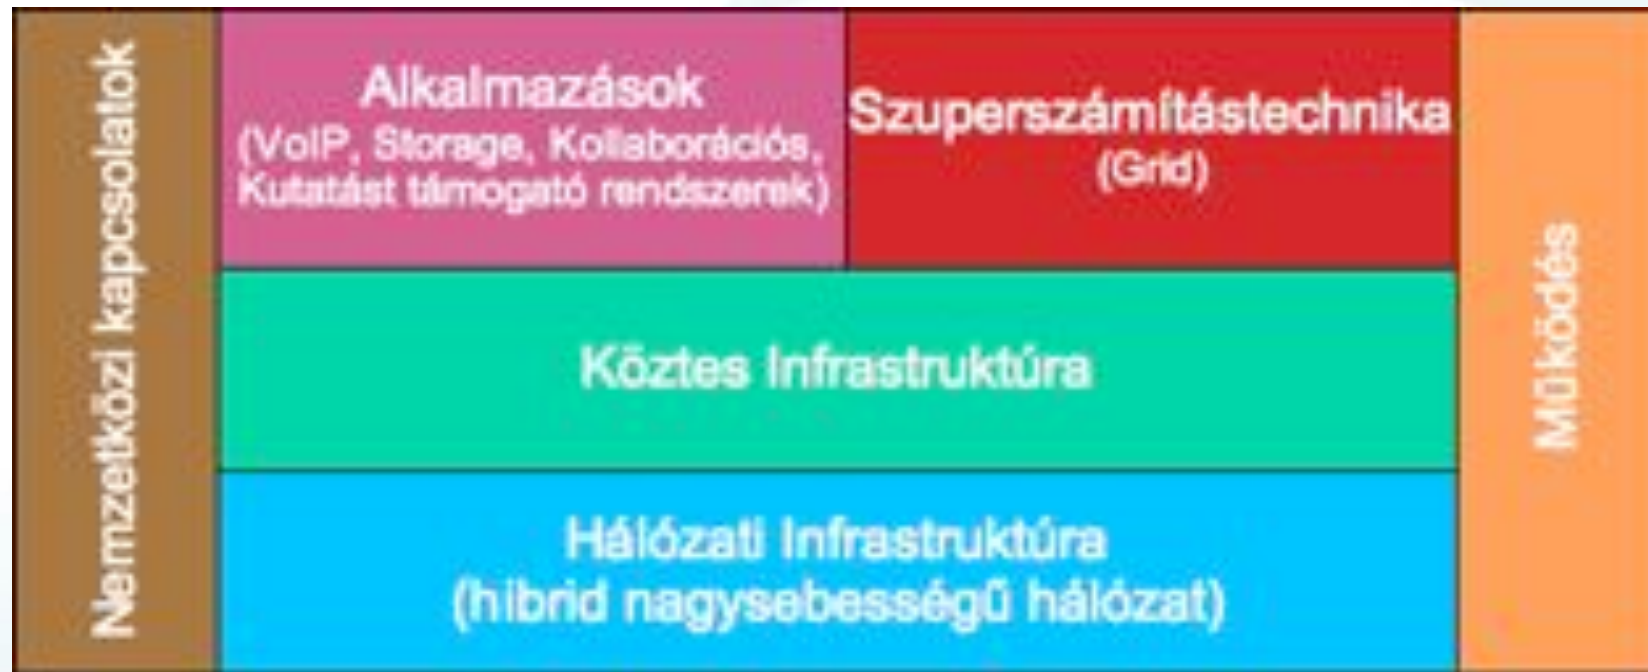 Nemzetközi kapcsolatok
Alkalmazások
(VoIP, Storage, Kollaborációs,
Kutatást támogató rendszerek)
Szuperszámítástechnika
(Grid)
Köztes Infrastruktúra
Hálózati Infrastruktúra
(hibrid nagysebességű hálózat)
Működés